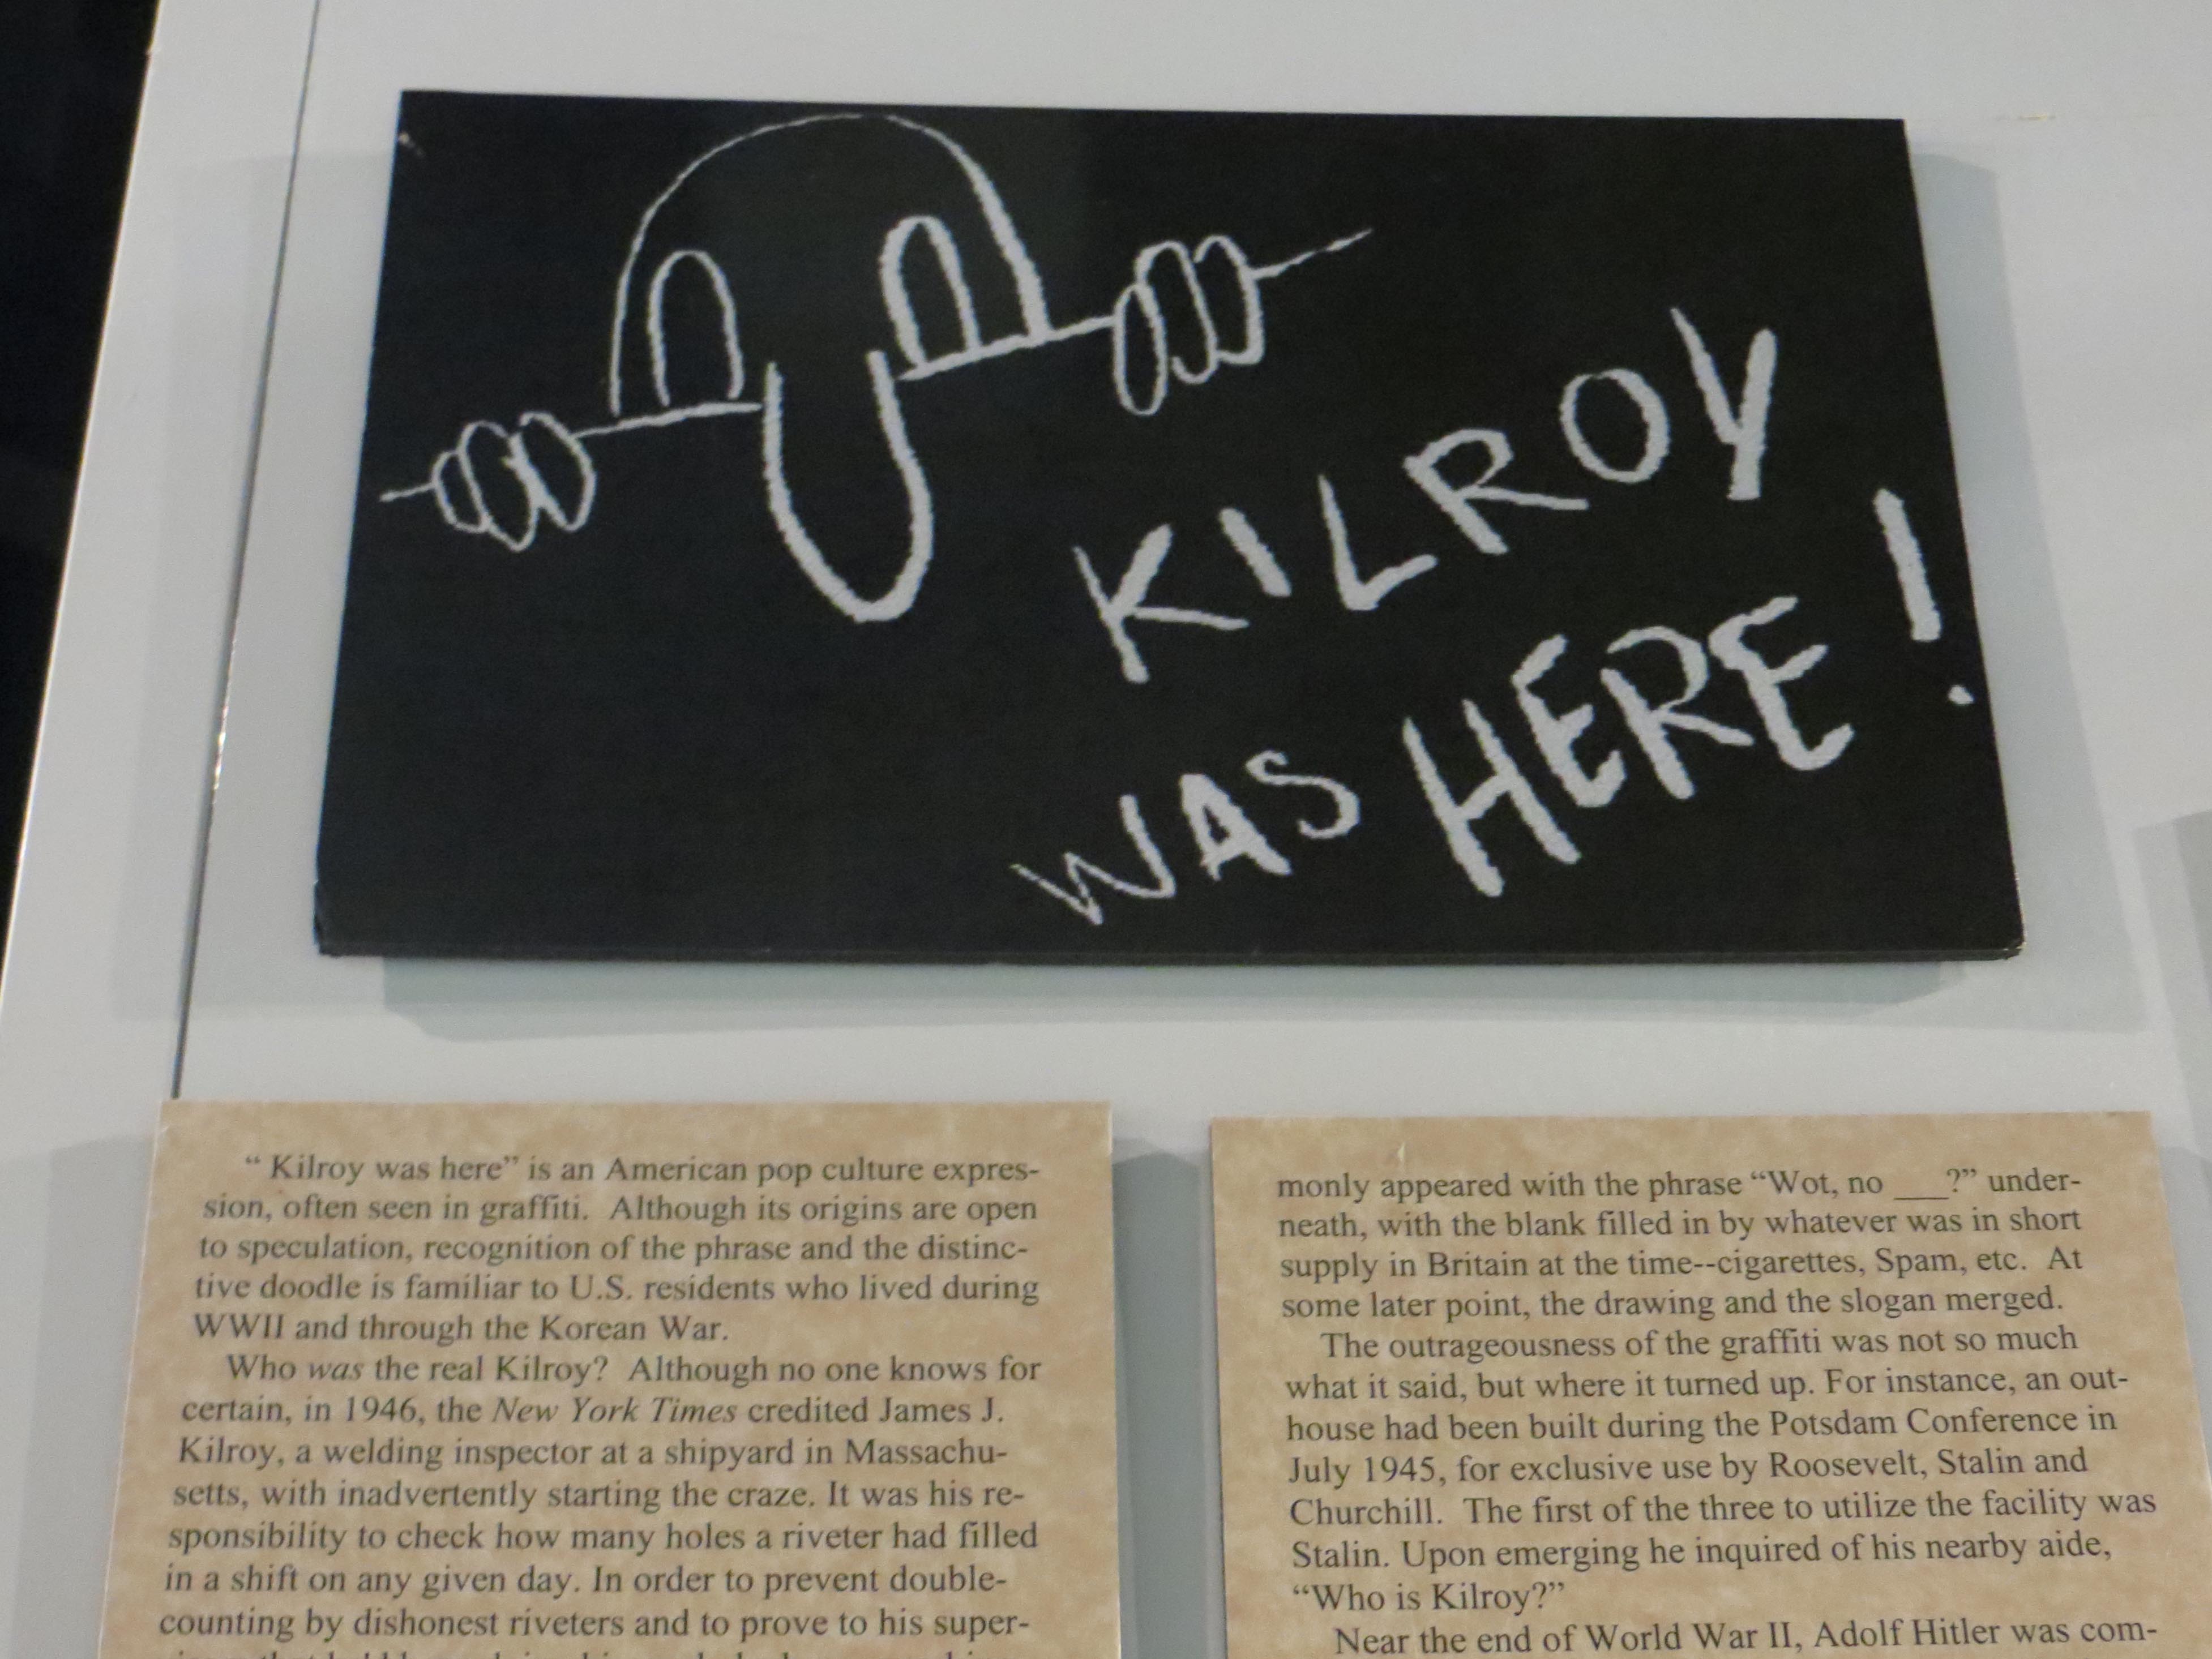 KILROY
WAS HERE!
“ Kilroy was here” is an American pop culture expres-
sion, often seen in graffiti. Although its origins are open
to speculation, recognition of the phrase and the distinc-
tive doodle is familiar to U.S. residents who lived during
WWII and through the Korean War.
Who was the real Kilroy? Although no one knows for
certain, in 1946, the New York Times credited James J.
Kilroy, a welding inspector at a shipyard in Massachu-
setts, with inadvertently starting the craze. It was his re-
sponsibility to check how many holes a riveter had filled
in a shift on any given day. In order to prevent double-
counting by dishonest riveters and to prove to his super-
monly appeared with the phrase “Wot, no ___?” under-
neath, with the blank filled in by whatever was in short
supply in Britain at the time--cigarettes, Spam, etc. At
some later point, the drawing and the slogan merged.
The outrageousness of the graffiti was not so much
what it said, but where it turned up. For instance, an out-
house had been built during the Potsdam Conference in
July 1945, for exclusive use by Roosevelt, Stalin and
Churchill. The first of the three to utilize the facility was
Stalin. Upon emerging he inquired of his nearby aide,
“Who is Kilroy?”
Near the end of World War II, Adolf Hitler was com-